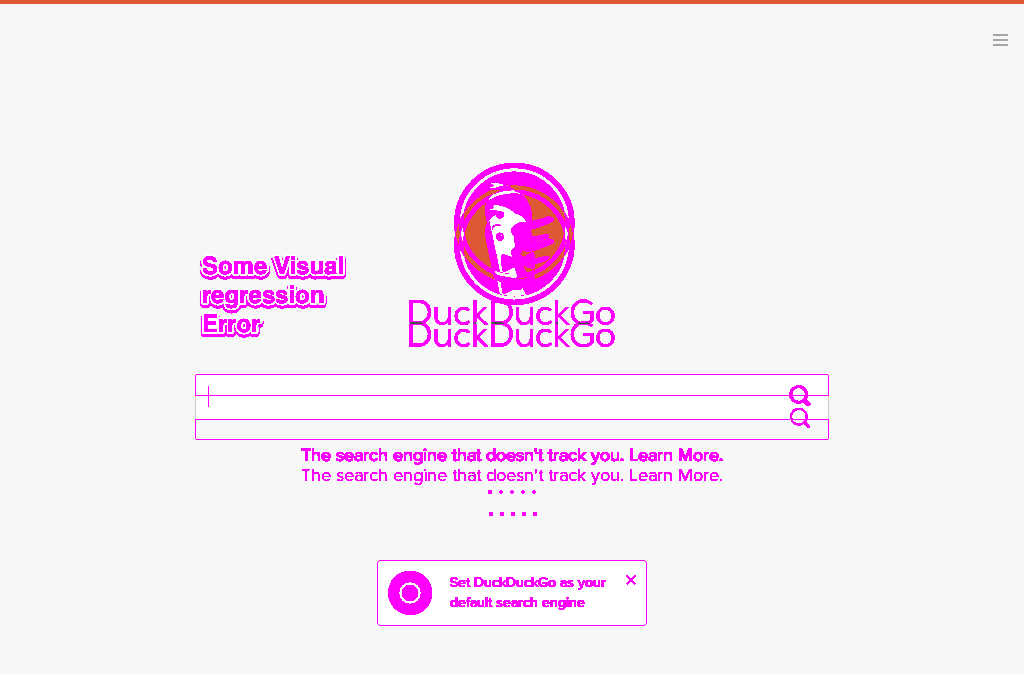 Some Visual
regression
Error
DuckDuckGo
DuckDuckGo
The search engine that doesn't track you. Learn More.
The search engine that doesn't track you. Learn More.
Set DuckDuckGo as your
default search engine